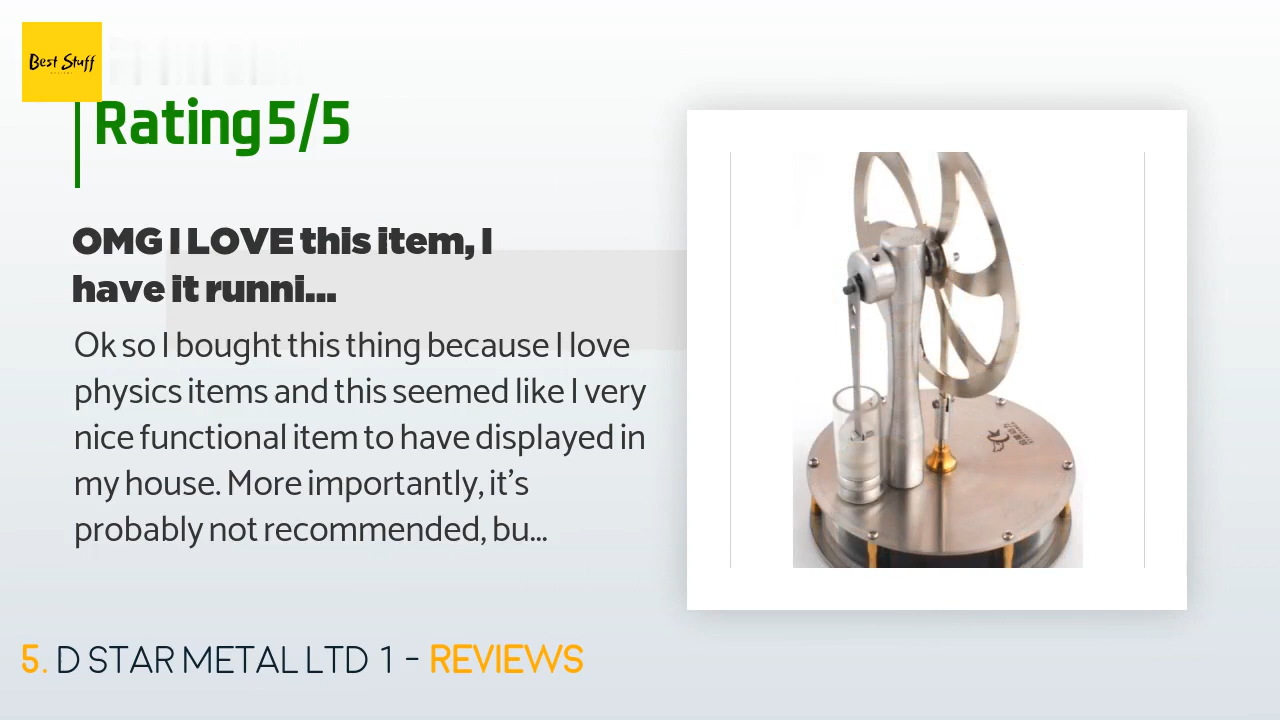 Best Stuff
Rating 5/5
OMG I LOVE this item, I
have it runni...
Ok so I bought this thing because I love
physics items and this seemed like I very
nice functional item to have displayed in
my house. More importantly, it's
probably not recommended, bu...
5. D STAR METAL LTD 1 - REVIEWS